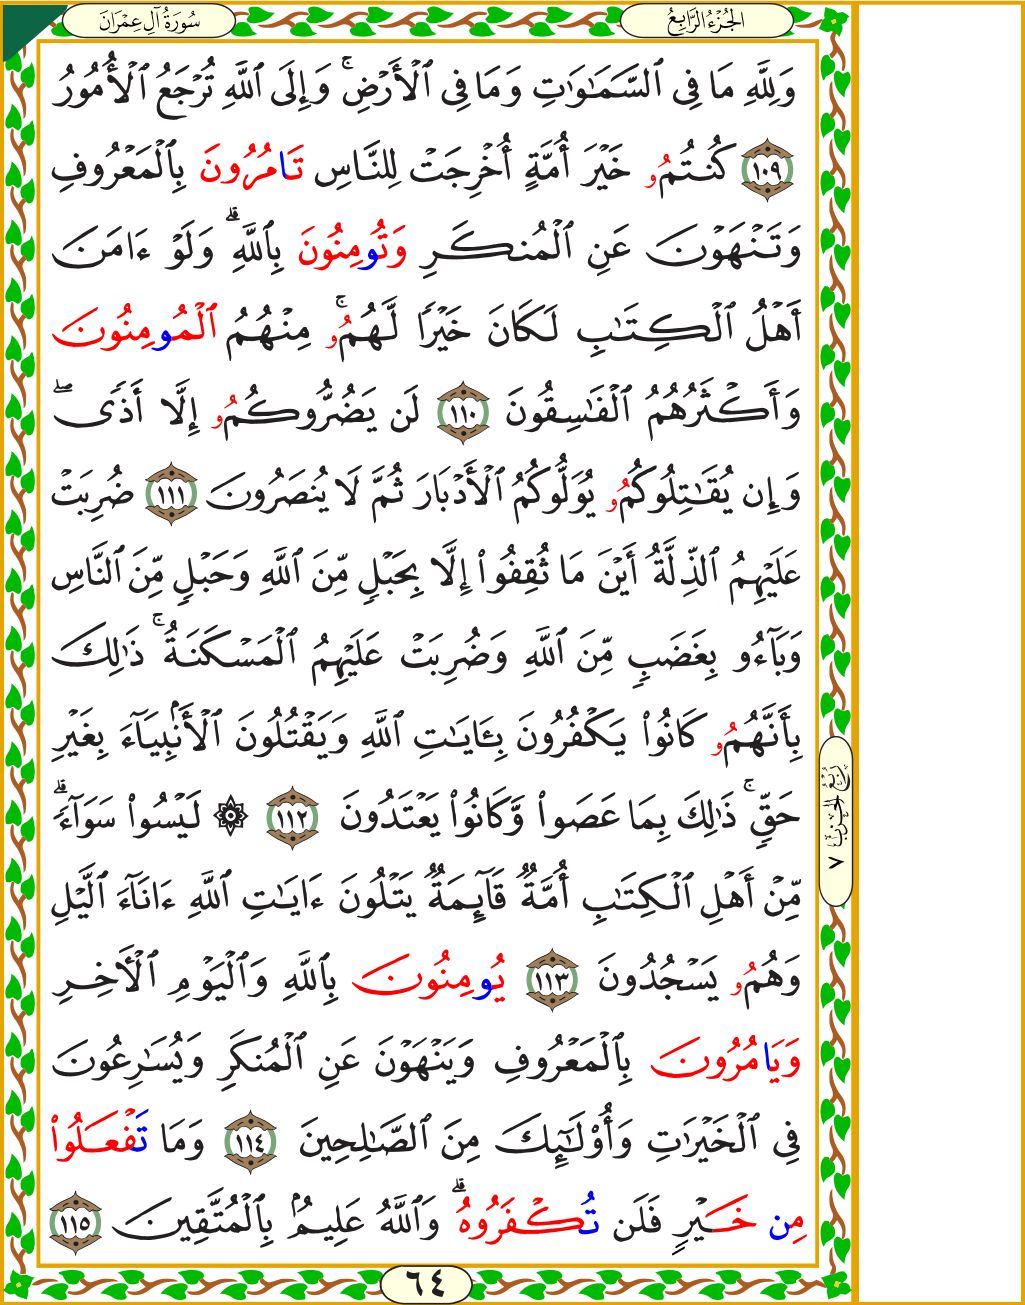 سُورَةُ آلِ عِمْرَانَ
الجُزْءُ الرَّابِعُ
وَلِلَّهِ مَا فِي ٱلسَّمَٰوَٰتِ وَمَا فِي ٱلۡأَرۡضِۚ وَإِلَى ٱللَّهِ تُرۡجَعُ ٱلۡأُمُورُ
١٠٩ كُنتُمُۥ خَيۡرَ أُمَّةٍ أُخۡرِجَتۡ لِلنَّاسِ تَامُرُونَ بِٱلۡمَعۡرُوفِ
وَتَنۡهَوۡنَ عَنِ ٱلۡمُنكَرِ وَتُومِنُونَ بِٱللَّهِۗ وَلَوۡ ءَامَنَ
أَهۡلُ ٱلۡكِتَٰبِ لَكَانَ خَيۡرٗا لَّهُمُۥۚ مِنۡهُمُ ٱلۡمُومِنُونَ
وَأَكۡثَرُهُمُ ٱلۡفَٰسِقُونَ ١١٠ لَن يَضُرُّوكُمُۥ إِلَّا أَذٗىۖ
وَإِن يُقَٰتِلُوكُمُۥ يُوَلُّوكُمُ ٱلۡأَدۡبَارَ ثُمَّ لَا يُنصَرُونَ ١١١ ضُرِبَتۡ
عَلَيۡهِمُ ٱلذِّلَّةُ أَيۡنَ مَا ثُقِفُوٓاْ إِلَّا بِحَبۡلٖ مِّنَ ٱللَّهِ وَحَبۡلٖ مِّنَ ٱلنَّاسِ
وَبَآءُو بِغَضَبٖ مِّنَ ٱللَّهِ وَضُرِبَتۡ عَلَيۡهِمُ ٱلۡمَسۡكَنَةُۚ ذَٰلِكَ
بِأَنَّهُمُۥ كَانُواْ يَكۡفُرُونَ بِـَٔايَٰتِ ٱللَّهِ وَيَقۡتُلُونَ ٱلۡأَنۢبِيَآءَ بِغَيۡرِ
حَقّٖۚ ذَٰلِكَ بِمَا عَصَواْ وَّكَانُواْ يَعۡتَدُونَ ١١٢ ۞ لَيۡسُواْ سَوَآءٗۗ
مِّنۡ أَهۡلِ ٱلۡكِتَٰبِ أُمَّةٞ قَآئِمَةٞ يَتۡلُونَ ءَايَٰتِ ٱللَّهِ ءَانَآءَ ٱلَّيۡلِ
وَهُمُۥ يَسۡجُدُونَ ١١٣ يُومِنُونَ بِٱللَّهِ وَٱلۡيَوۡمِ ٱلۡأٓخِرِ
وَيَامُرُونَ بِٱلۡمَعۡرُوفِ وَيَنۡهَوۡنَ عَنِ ٱلۡمُنكَرِ وَيُسَٰرِعُونَ
فِي ٱلۡخَيۡرَٰتِ وَأُوْلَٰٓئِكَ مِنَ ٱلصَّٰلِحِينَ ١١٤ وَمَا تَفۡعَلُواْ
مِن خَيۡرٖ فَلَن تُكۡفَرُوهُۗ وَٱللَّهُ عَلِيمُۢ بِٱلۡمُتَّقِينَ ١١٥
رُبْعُ الحِزْبِ ٧
٦٤